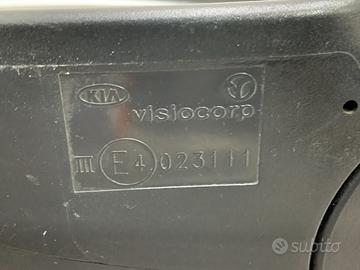 KIA
visiocorp
III E4 023111
subito